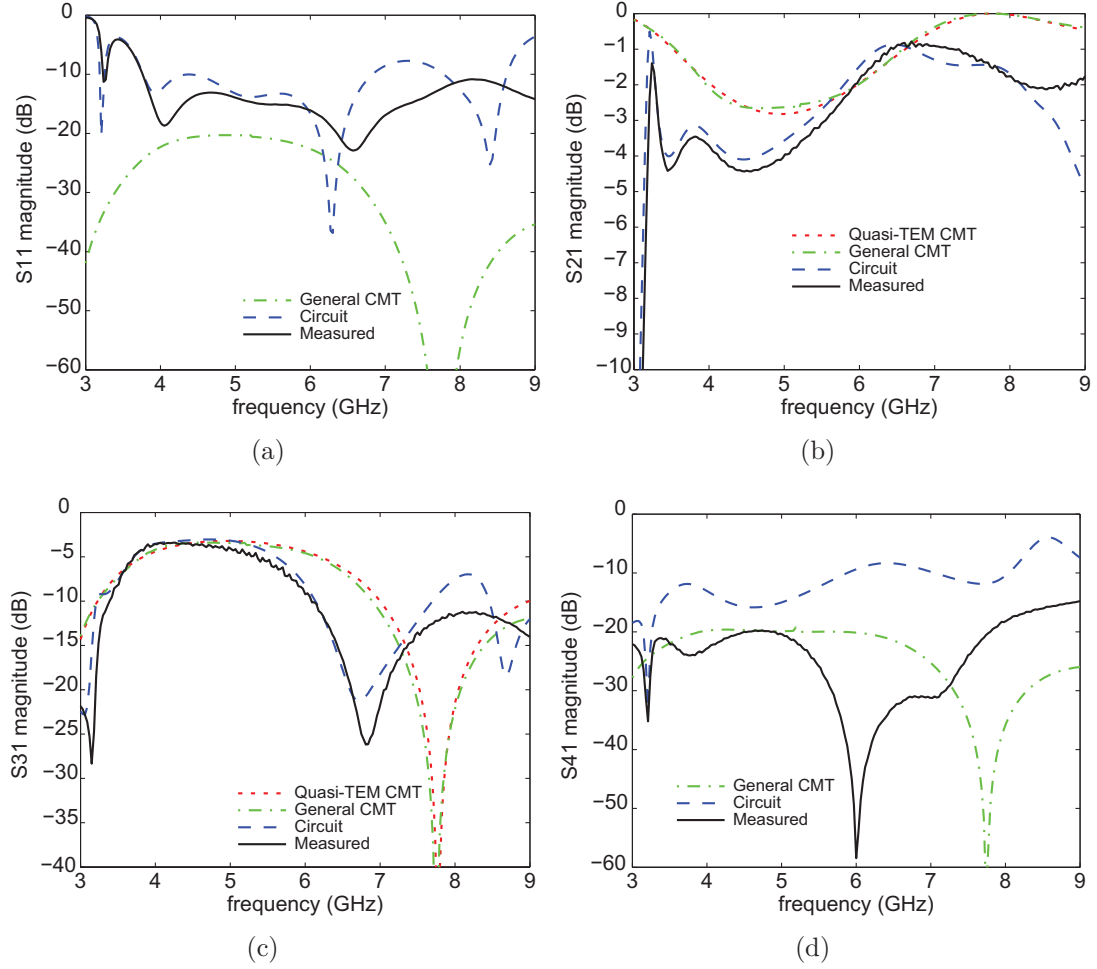 0
−10
−20
−30
−40
−50
−60
3 4 5 6 7 8 9
S11 magnitude (dB)
frequency (GHz)
General CMT
Circuit
Measured
(a)
0
−1
−2
−3
−4
−5
−6
−7
−8
−9
−10
3 4 5 6 7 8 9
S21 magnitude (dB)
frequency (GHz)
Quasi-TEM CMT
General CMT
Circuit
Measured
(b)
0
−5
−10
−15
−20
−25
−30
−35
−40
3 4 5 6 7 8 9
S31 magnitude (dB)
frequency (GHz)
Quasi-TEM CMT
General CMT
Circuit
Measured
(c)
0
−10
−20
−30
−40
−50
−60
3 4 5 6 7 8 9
S41 magnitude (dB)
frequency (GHz)
General CMT
Circuit
Measured
(d)